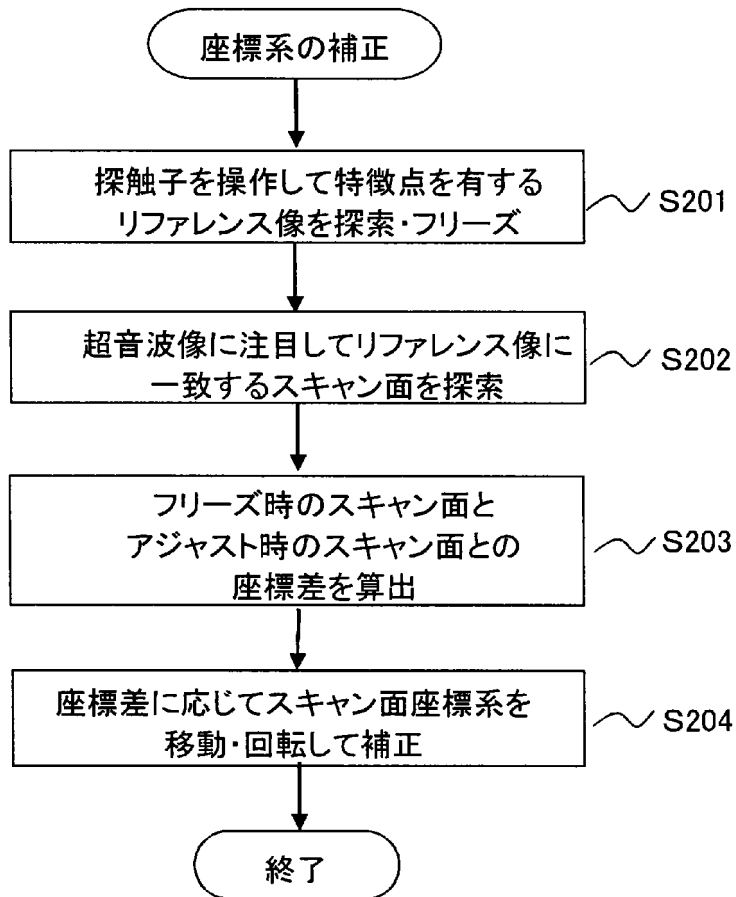 座標系の補正
探触子を操作して特徴点を有する
リファレンス像を探索・フリーズ
S201
超音波像に注目してリファレンス像に
一致するスキャン面を探索
S202
フリーズ時のスキャン面と
アジャスト時のスキャン面との
座標差を算出
S203
座標差に応じてスキャン面座標系を
移動・回転して補正
S204
終了